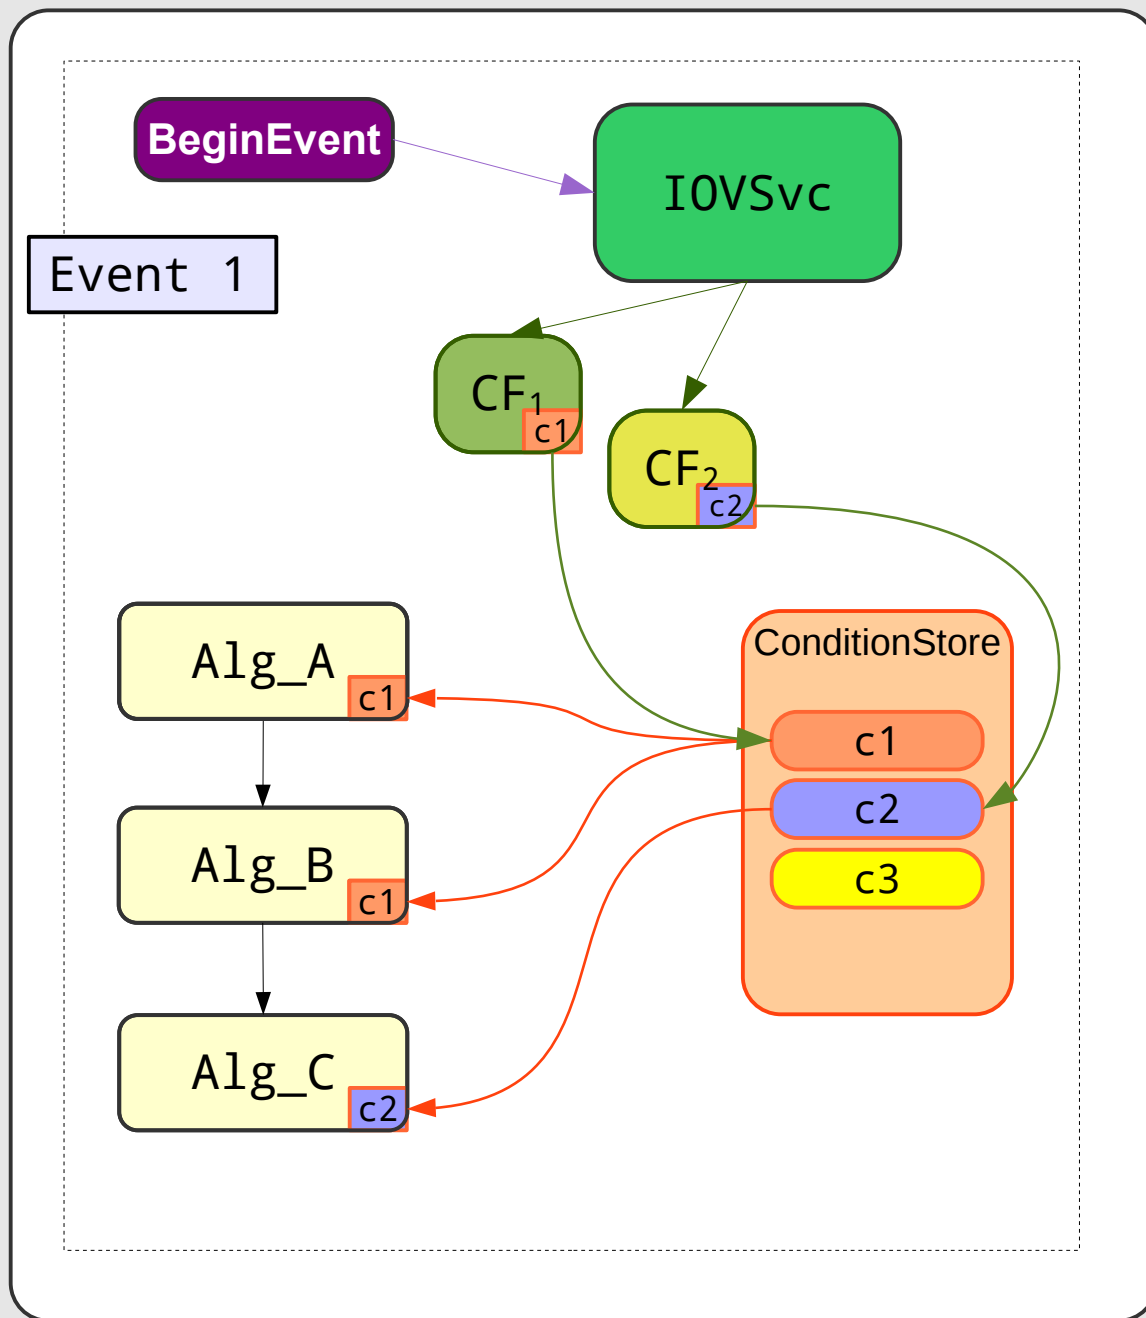 BeginEvent
IOVSvc
Event 1
CF1
c1
CF2
c2
Alg_A
c1
ConditionStore
c1
c2
c3
Alg_B
c1
Alg_C
c2